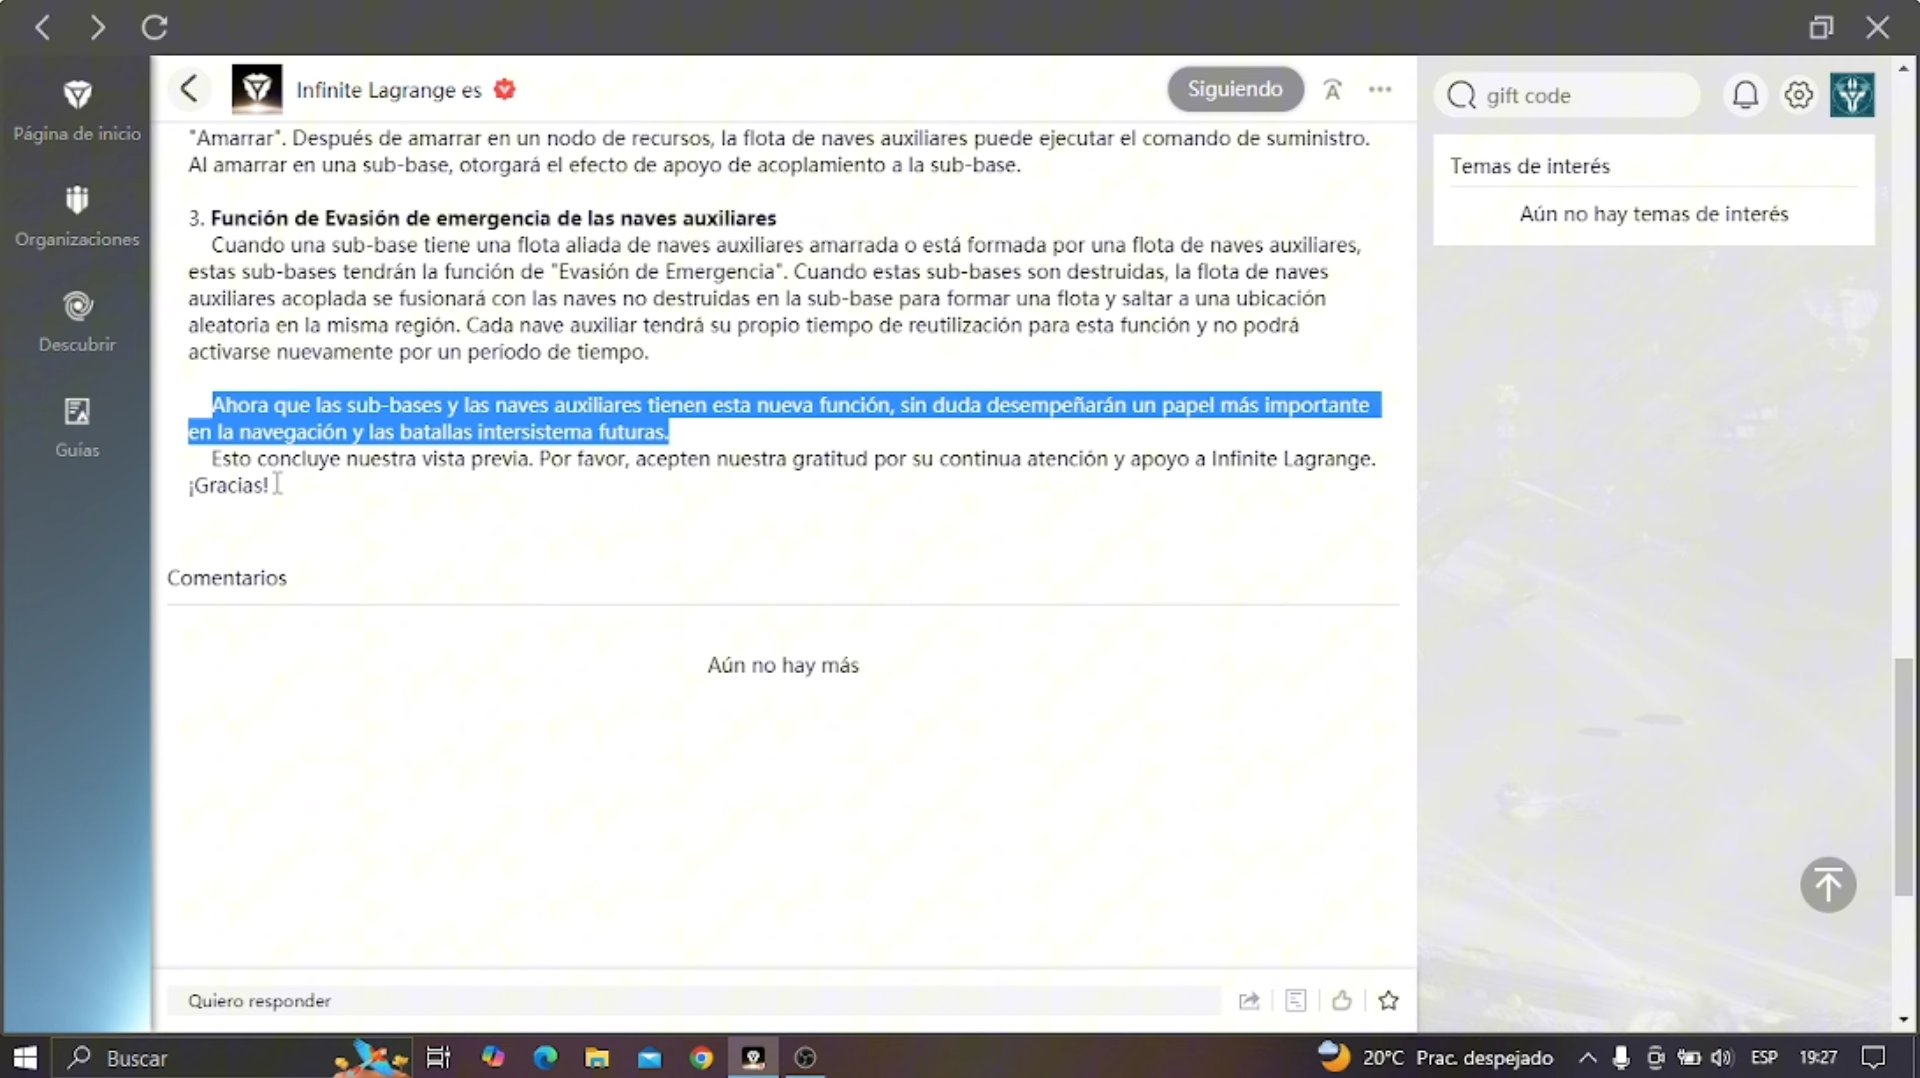 Infinite Lagrange es
Siguiendo
gift code
Página de inicio
Organizaciones
Descubrir
Guías
"Amarrar". Después de amarrar en un nodo de recursos, la flota de naves auxiliares puede ejecutar el comando de suministro.
Al amarrar en una sub-base, otorgará el efecto de apoyo de acoplamiento a la sub-base.
3. Función de Evasión de emergencia de las naves auxiliares
Cuando una sub-base tiene una flota aliada de naves auxiliares amarrada o está formada por una flota de naves auxiliares,
estas sub-bases tendrán la función de "Evasión de Emergencia". Cuando estas sub-bases son destruidas, la flota de naves
auxiliares acoplada se fusionará con las naves no destruidas en la sub-base para formar una flota y saltar a una ubicación
aleatoria en la misma región. Cada nave auxiliar tendrá su propio tiempo de reutilización para esta función y no podrá
activarse nuevamente por un período de tiempo.
Ahora que las sub-bases y las naves auxiliares tienen esta nueva función, sin duda desempeñarán un papel más importante
en la navegación y las batallas intersistema futuras.
Esto concluye nuestra vista previa. Por favor, acepten nuestra gratitud por su continua atención y apoyo a Infinite Lagrange.
¡Gracias!
Comentarios
Aún no hay más
Quiero responder
Temas de interés
Aún no hay temas de interés
Buscar
20°C Prac. despejado
ESP
19:27